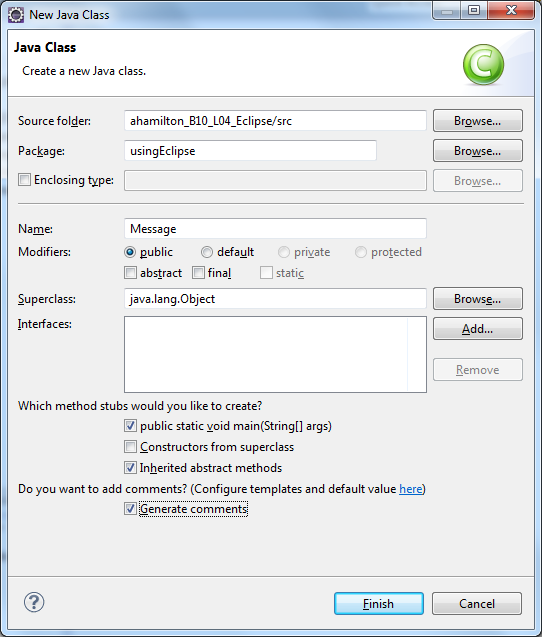 New Java Class
Java Class
Create a new Java class.
C
Source folder: ahamilton_B10_L04_Eclipse/src Browse...
Package: usingEclipse Browse...
Enclosing type: Browse...
Name: Message
Modifiers: public default private protected
abstract final static
Superclass: java.lang.Object Browse...
Interfaces: Add...
Remove
Which method stubs would you like to create?
public static void main(String[] args)
Constructors from superclass
Inherited abstract methods
Do you want to add comments? (Configure templates and default value here)
Generate comments
? Finish Cancel